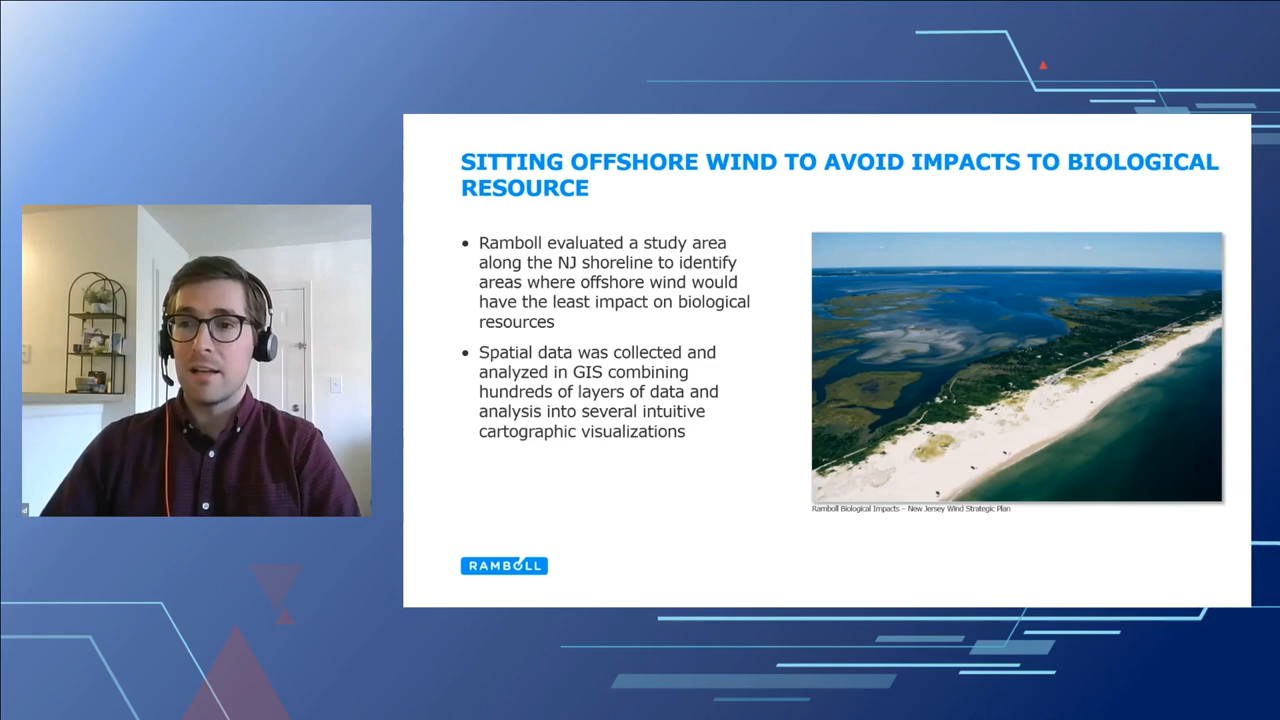 SITTING OFFSHORE WIND TO AVOID IMPACTS TO BIOLOGICAL
RESOURCE
• Ramboll evaluated a study area
along the NJ shoreline to identify
areas where offshore wind would
have the least impact on biological
resources
• Spatial data was collected and
analyzed in GIS combining
hundreds of layers of data and
analysis into several intuitive
cartographic visualizations
Ramboll Biological Impacts – New Jersey Wind Strategic Plan
RAMBOLL